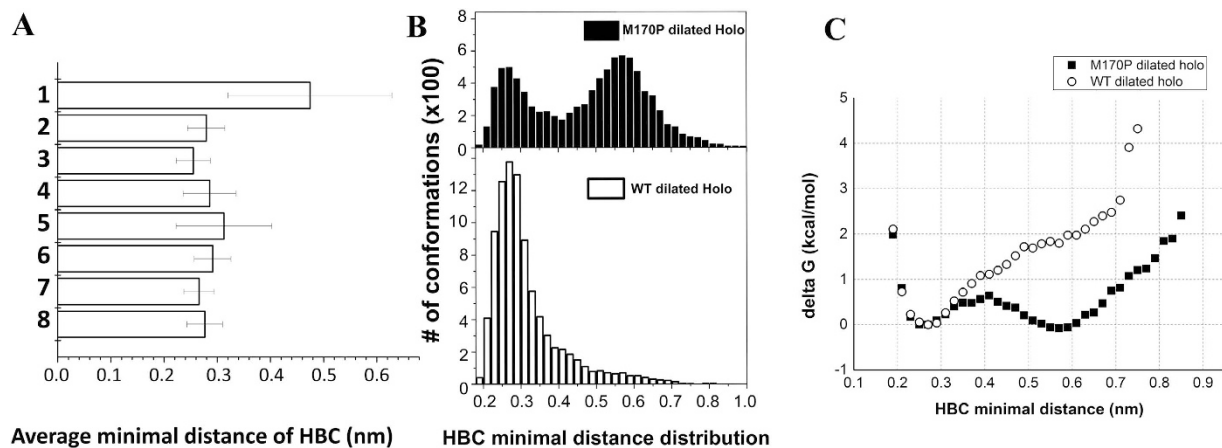 A
1
2
3
4
5
6
7
8
0.0 0.1 0.2 0.3 0.4 0.5 0.6
Average minimal distance of HBC (nm)
B
# of conformations (x100)
8
6
4
2
0
M170P dilated Holo
12
10
8
6
4
2
0
WT dilated Holo
0.2 0.3 0.4 0.5 0.6 0.7 0.8 0.9 1.0
HBC minimal distance distribution
C
M170P dilated holo
WT dilated holo
delta G (kcal/mol)
5
4
3
2
1
0
-1
0.1 0.2 0.3 0.4 0.5 0.6 0.7 0.8 0.9
HBC minimal distance (nm)